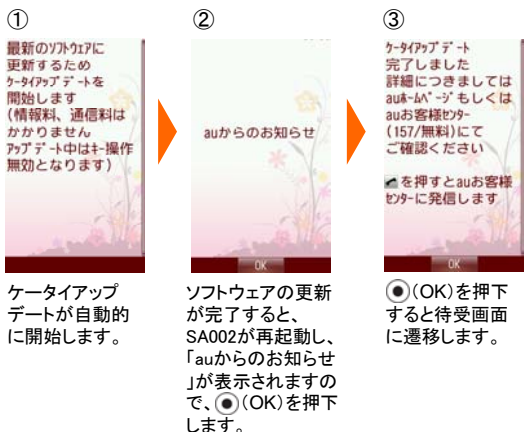 ①
最新のｿﾌﾄｳｪｱに
更新するため
ｹｰﾀｲｱｯﾌﾟﾃﾞｰﾄを
開始します
(情報料、通信料は
かかりません
ｱｯﾌﾟﾃﾞｰﾄ中はｷｰ操作
無効となります)
ケータイアップ
デートが自動的
に開始します。
②
auからのお知らせ
OK
ソフトウェアの更新
が完了すると、
SA002が再起動し、
「auからのお知らせ
」が表示されますの
で、(OK)を押下
します。
③
ｹｰﾀｲｱｯﾌﾟﾃﾞｰﾄ
完了しました
詳細につきましては
auﾎｰﾑﾍﾟｰｼﾞもしくは
auお客様ｾﾝﾀｰ
(157/無料)にて
ご確認ください
を押すとauお客様
ｾﾝﾀｰに発信します
OK
(OK)を押下
すると待受画面
に遷移します。